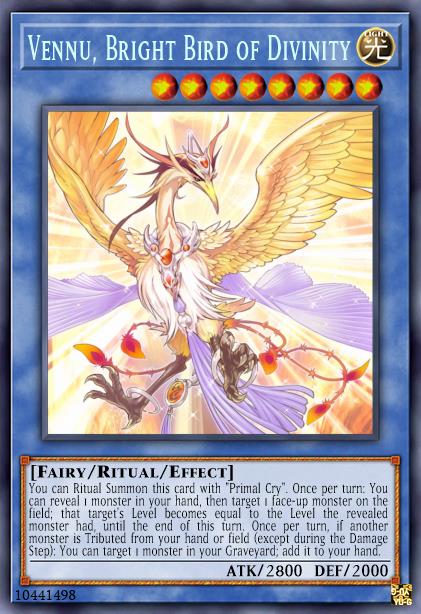 Vennu, Bright Bird of Divinity
LIGHT
光
[Fairy/Ritual/Effect]
You can Ritual Summon this card with "Primal Cry". Once per turn: You
can reveal 1 monster in your hand, then target 1 face-up monster on the
field; that target's Level becomes equal to the Level the revealed
monster had, until the end of this turn. Once per turn, if another
monster is Tributed from your hand or field (except during the Damage
Step): You can target 1 monster in your Graveyard; add it to your hand.
ATK/2800 DEF/2000
10441498